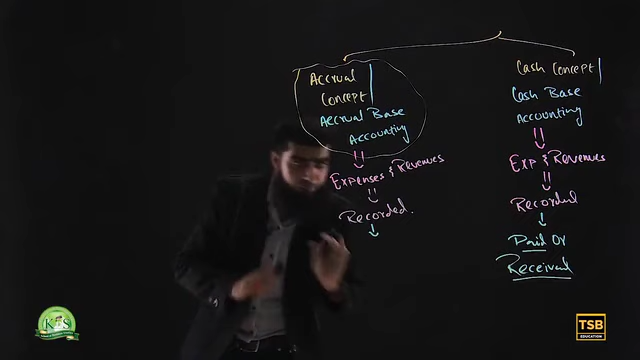 Accrual
Concept
Accrual Base
Accounting
Expenses & Revenues
Recorded.
Cash Concept
Cash Base
Accounting
Exp & Revenues
Recorded
Paid Or
Received
TSB
EDUCATION